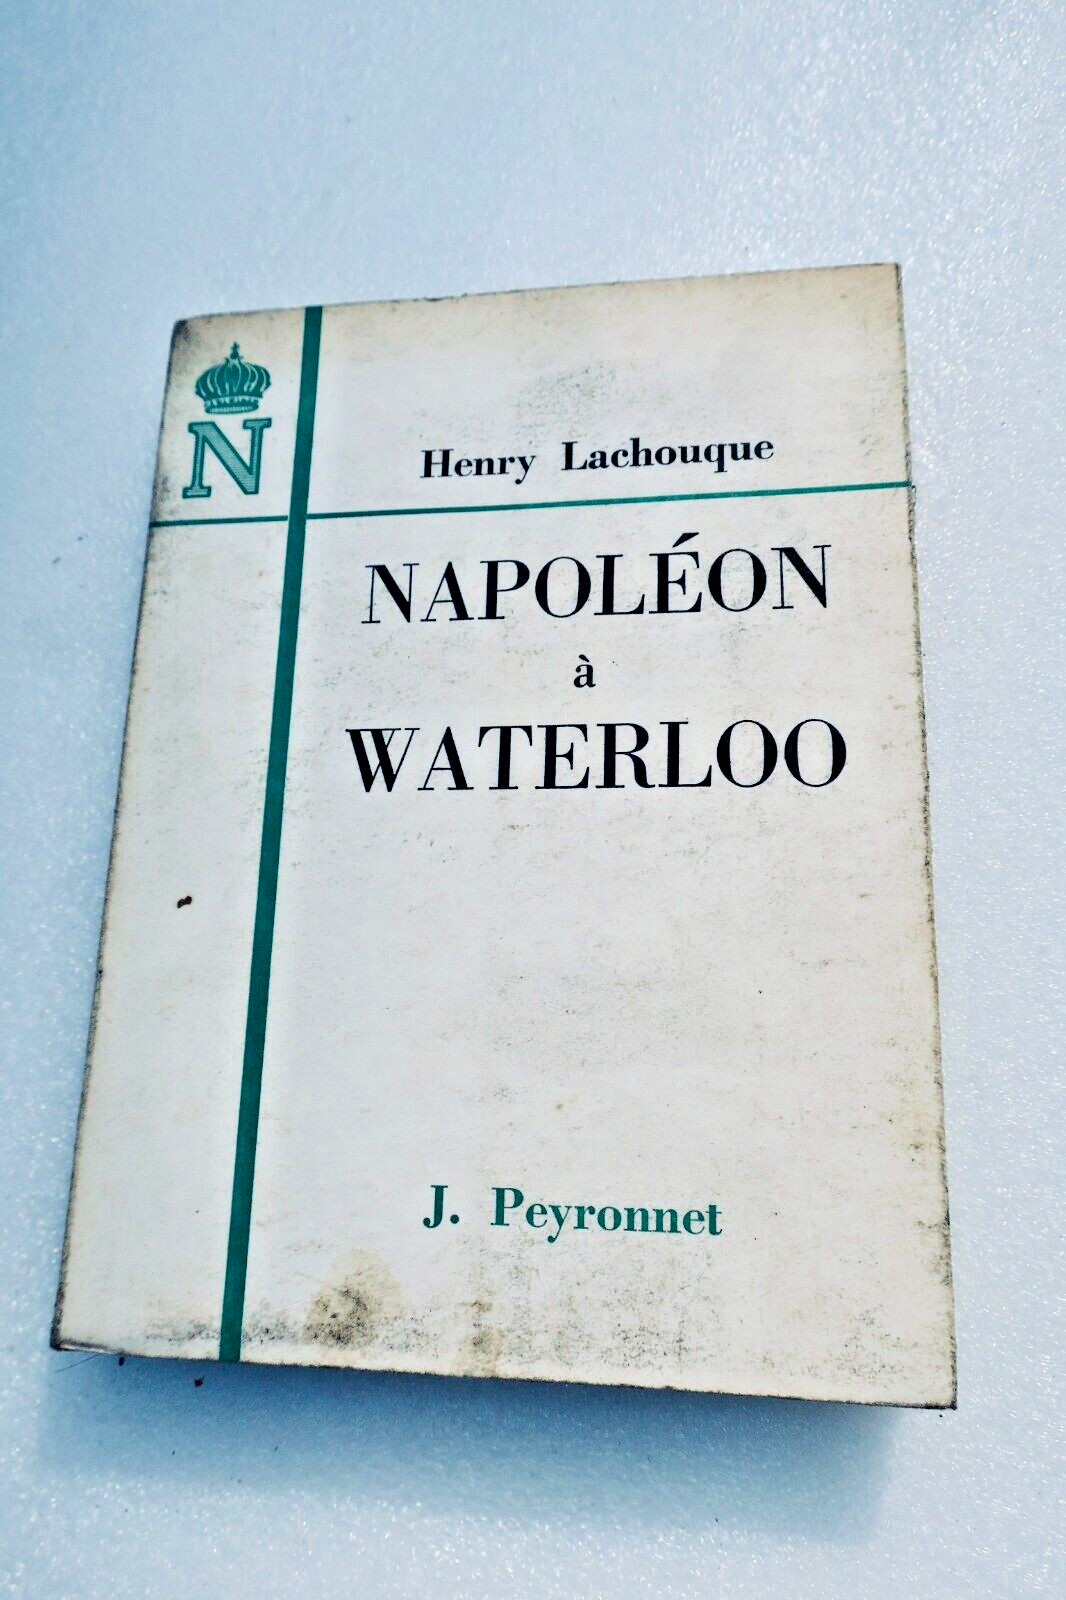 N
Henry Lachouque
NAPOLÉON
à
WATERLOO
J. Peyronnet